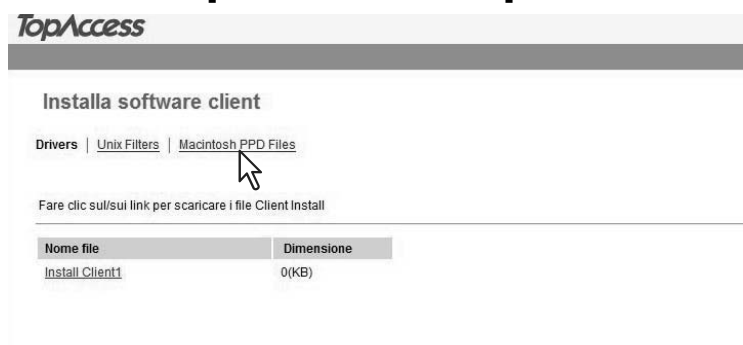 TopAccess
Installa software client
Drivers | Unix Filters | Macintosh PPD Files
Fare clic sul/sui link per scaricare i file Client Install
Nome file Dimensione
Install Client1 0(KB)